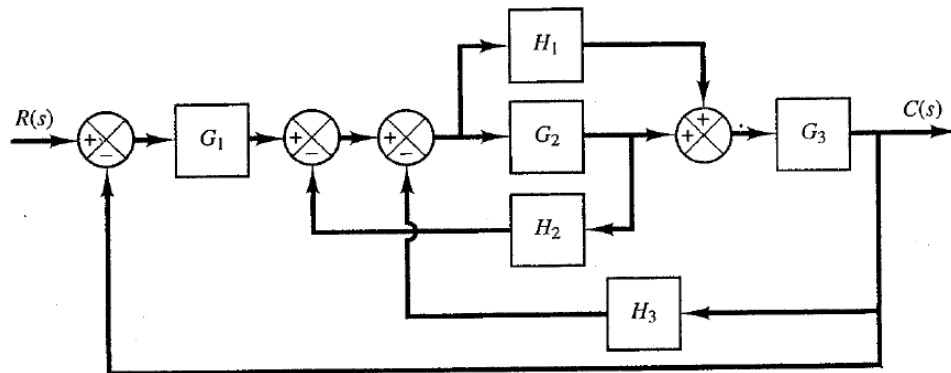 H₁
R(s)
+
−
G₁
+
−
+
−
G₂
+
+
G₃
C(s)
H₂
H₃